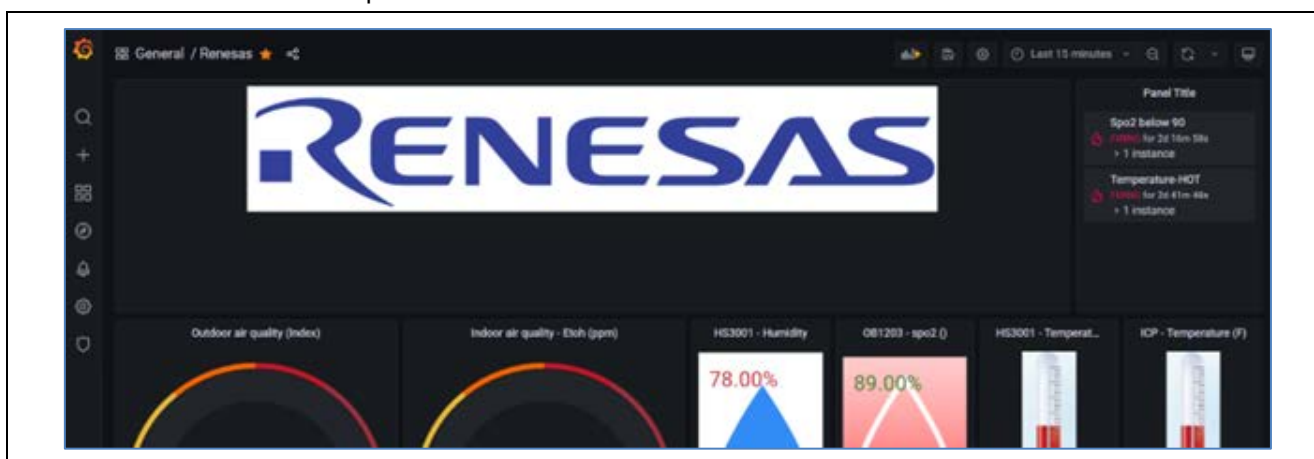 General / Renesas
Last 15 minutes
RENESAS
Panel Title
Spo2 below 90
for 2d 16m 58s
> 1 instance
Temperature-HOT
for 2d 41m 48s
> 1 instance
Outdoor air quality (Index)
Indoor air quality - Etoh (ppm)
HS3001 - Humidity
OB1203 - spo2 ()
HS3001 - Temperat...
ICP - Temperature (F)
78.00%
89.00%